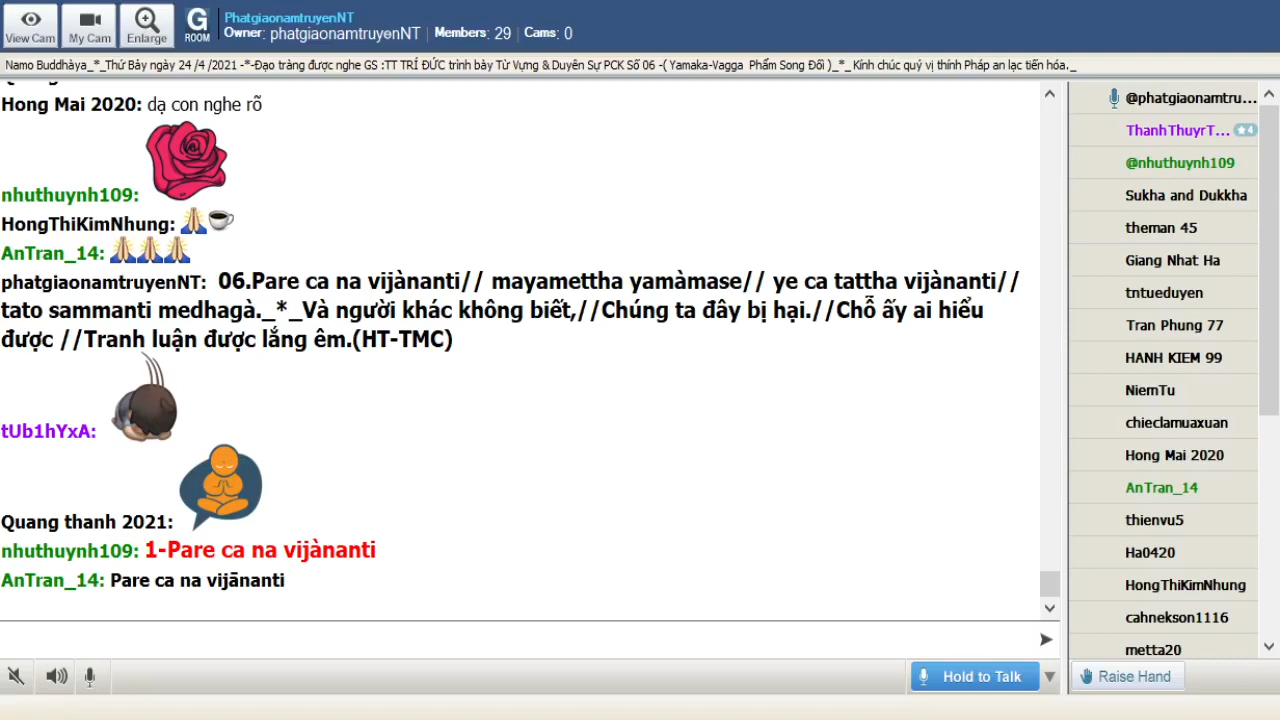 View Cam
My Cam
Enlarge
G
ROOM
PhatgiaonamtruyenNT
Owner: phatgiaonamtruyenNT | Members: 29 | Cams: 0
Namo Buddhàya_*_Thứ Bảy ngày 24 /4 /2021 -*-Đạo tràng được nghe GS :TT TRÍ ĐỨC trình bày Từ Vựng & Duyên Sự PCK Số 06 -( Yamaka-Vagga Phẩm Song Đối )_*_ Kính chúc quý vị thính Pháp an lạc tiến hóa._
Hong Mai 2020: dạ con nghe rõ
nhuthuynh109:
HongThiKimNhung:
AnTran_14:
phatgiaonamtruyenNT: 06.Pare ca na vijànanti// mayamettha yamàmase// ye ca tattha vijànanti//
tato sammanti medhagà._*_Và người khác không biết,//Chúng ta đây bị hại.//Chỗ ấy ai hiểu
được //Tranh luận được lắng êm.(HT-TMC)
tUb1hYxA:
Quang thanh 2021:
nhuthuynh109: 1-Pare ca na vijànanti
AnTran_14: Pare ca na vijānanti
@phatgiaonamtru...
ThanhThuyrT... 4
@nhuthuynh109
Sukha and Dukkha
theman 45
Giang Nhat Ha
tntueduyen
Tran Phung 77
HANH KIEM 99
NiemTu
chieclamuaxuan
Hong Mai 2020
AnTran_14
thienvu5
Ha0420
HongThiKimNhung
cahnekson1116
metta20
Hold to Talk
Raise Hand